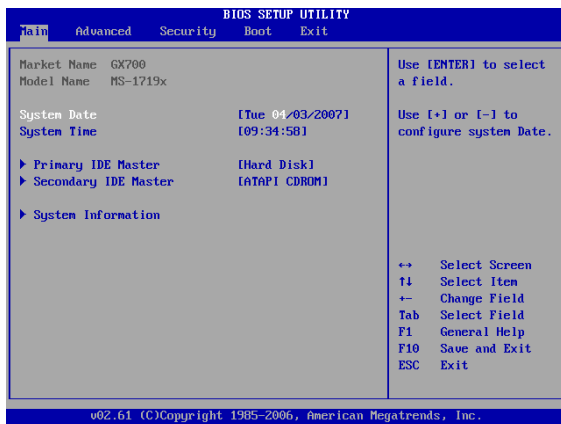 BIOS SETUP UTILITY
Main Advanced Security Boot Exit
Market Name GX700
Model Name MS-1719x
System Date [Tue 04/03/2007]
System Time [09:34:58]
▶ Primary IDE Master [Hard Disk]
▶ Secondary IDE Master [ATAPI CDROM]
▶ System Information
Use [ENTER] to select
a field.
Use [+] or [-] to
configure system Date.
↔ Select Screen
↑↓ Select Item
+- Change Field
Tab Select Field
F1 General Help
F10 Save and Exit
ESC Exit
v02.61 (C)Copyright 1985-2006, American Megatrends, Inc.